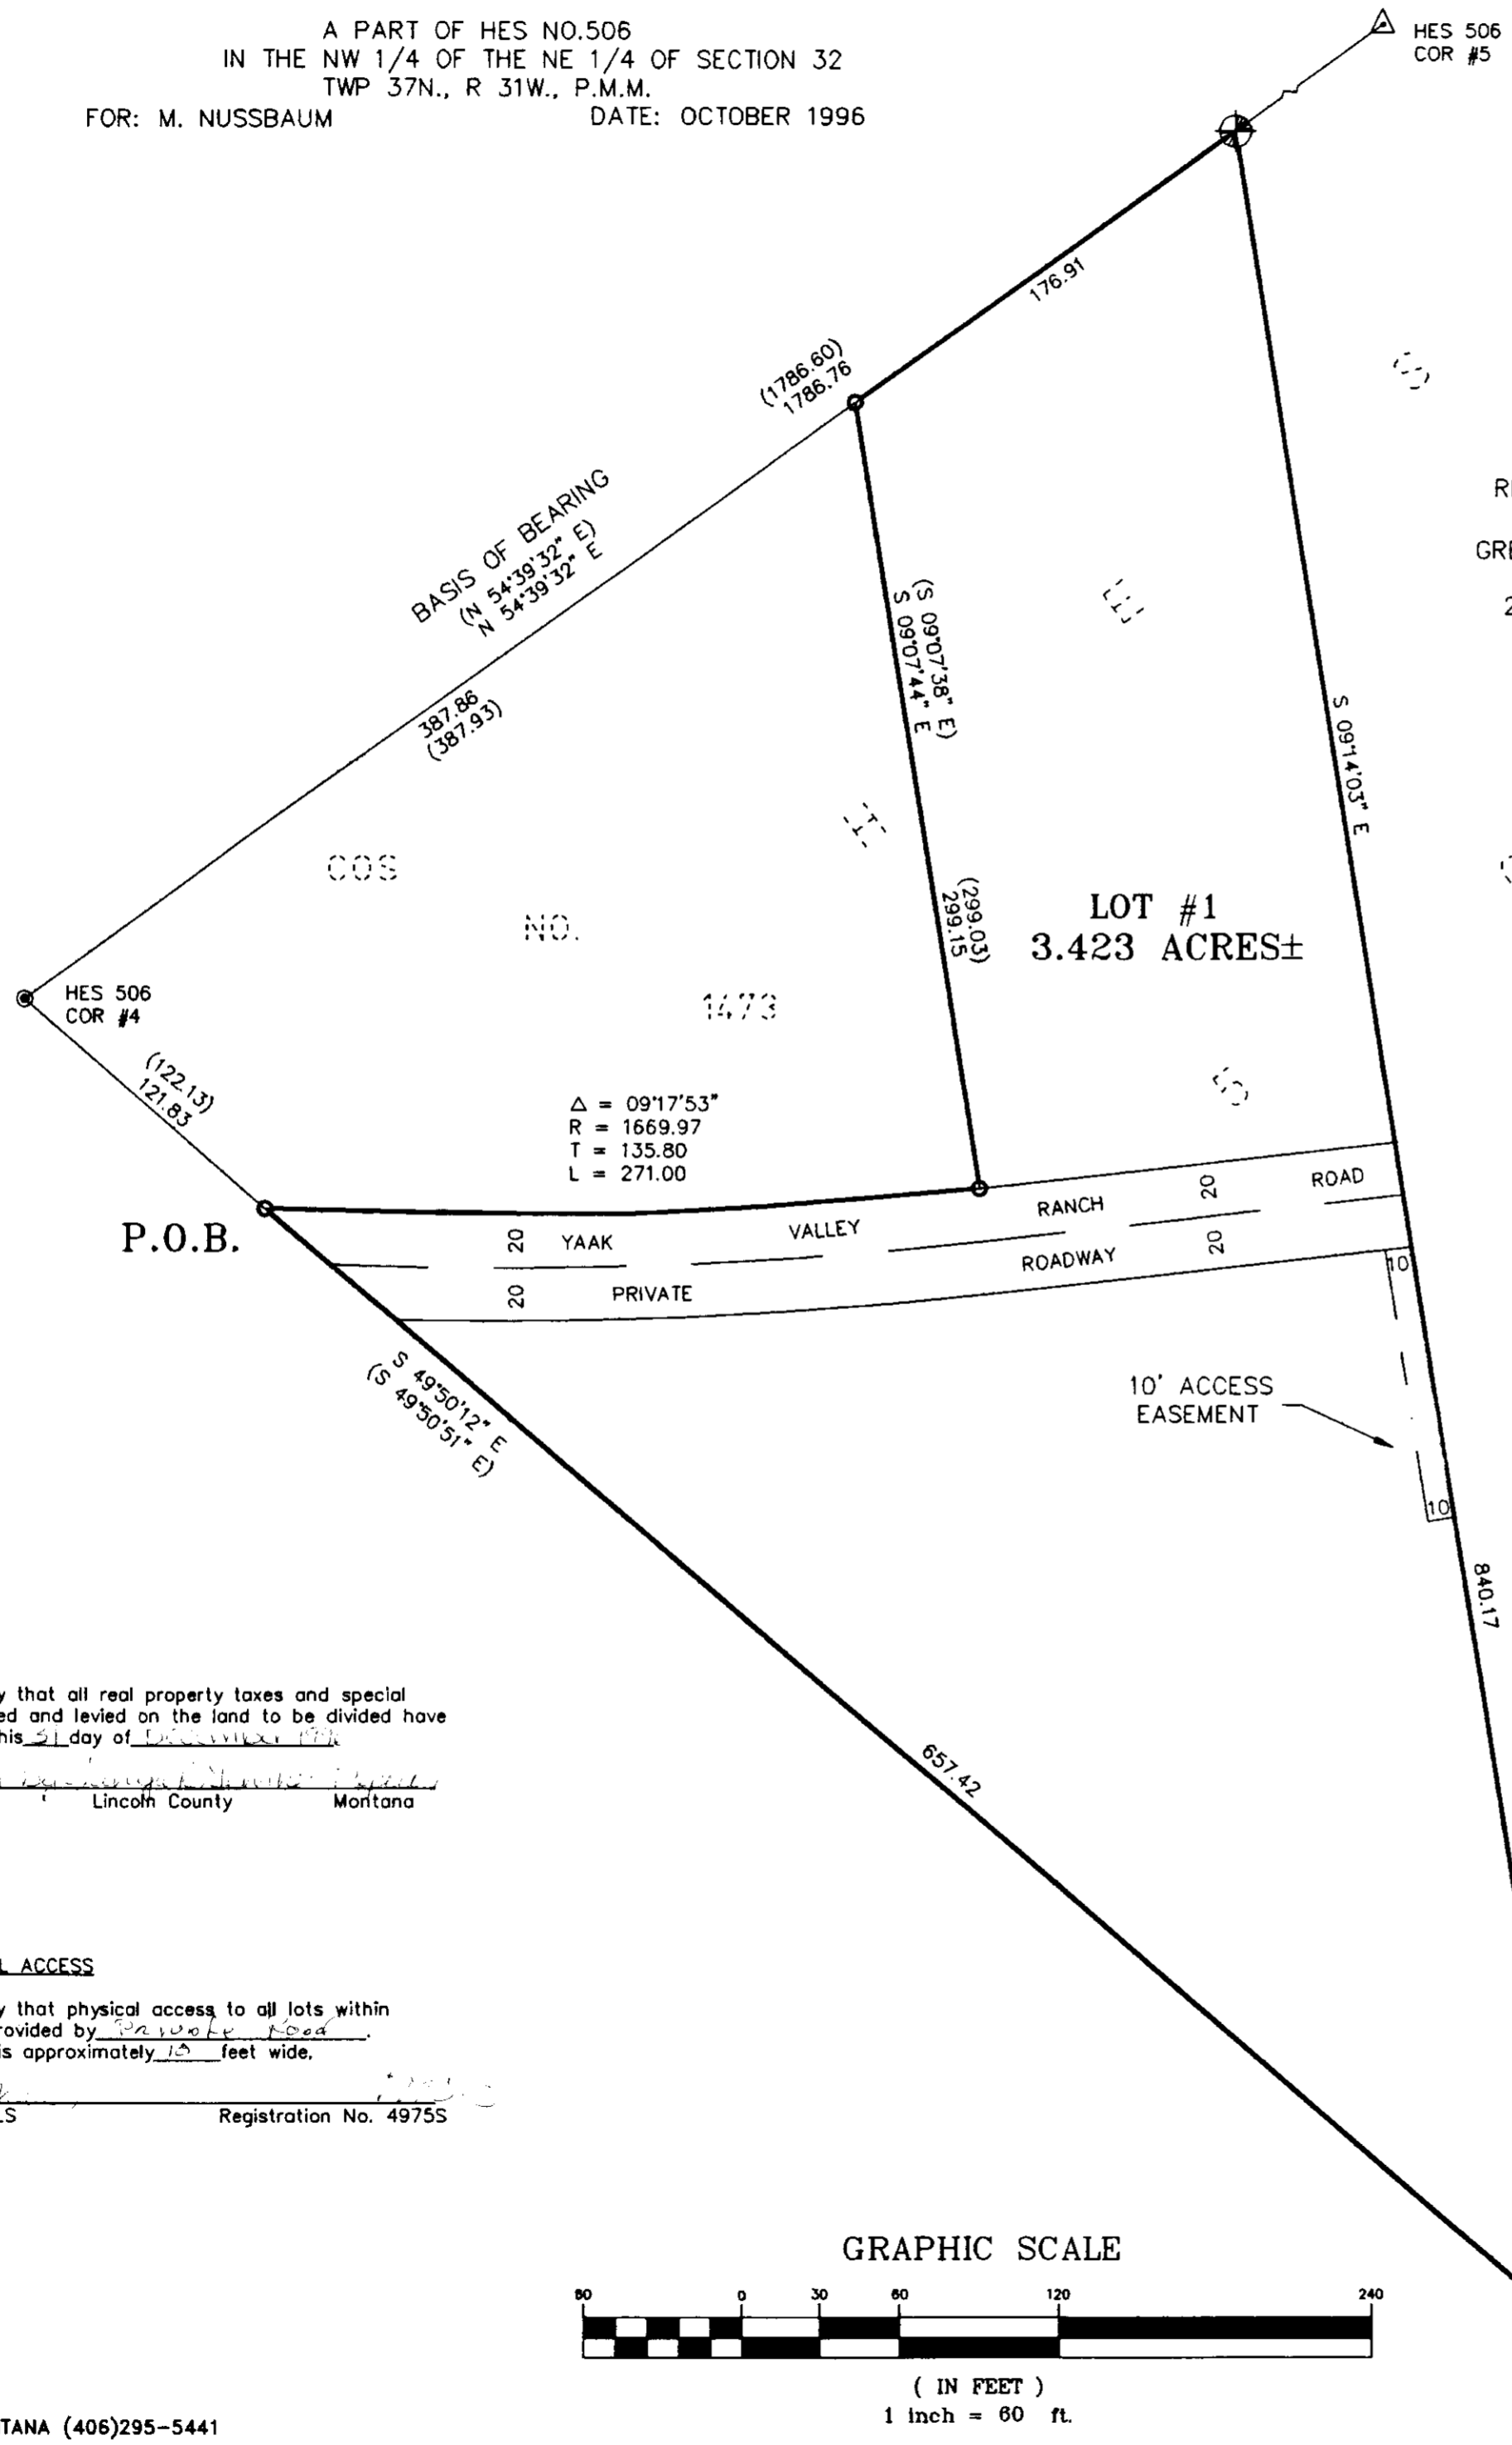 A PART OF HES NO.506
IN THE NW 1/4 OF THE NE 1/4 OF SECTION 32
TWP 37N., R 31W., P.M.M.
FOR: M. NUSSBAUM DATE: OCTOBER 1996
HES 506
COR #5
176.91
(1786.60)
1786.76
S
BASIS OF BEARING
(N 54°39'32" E)
N 54°39'32" E
387.86
(387.93)
(S 09°07'38" E)
S 09°07'44" E
E
H
S 09°14'03" E
COS
NO.
1473
(299.03)
299.15
LOT #1
3.423 ACRES±
5
HES 506
COR #4
(122.13)
121.83
Δ = 09°17'53"
R = 1669.97
T = 135.80
L = 271.00
P.O.B.
20 YAAK VALLEY RANCH 20 ROAD
20 PRIVATE ROADWAY 20
10
S 49°50'12" E
(S 49°50'51" E)
10' ACCESS
EASEMENT
10
840.17
657.42
y that all real property taxes and special
ed and levied on the land to be divided have
his 31 day of December
Lincoln County Montana
L ACCESS
y that physical access to all lots within
rovided by Private Road.
is approximately 10 feet wide.
LS Registration No. 4975S
GRAPHIC SCALE
0 30 60 120 240
( IN FEET )
1 inch = 60 ft.
TANA (406)295-5441